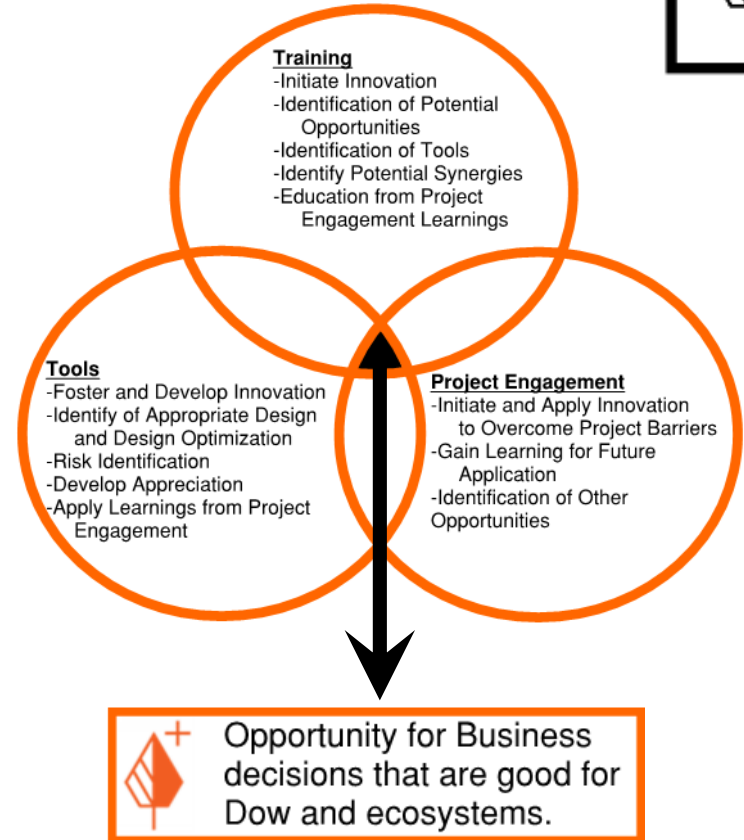 Training
-Initiate Innovation
-Identification of Potential
Opportunities
-Identification of Tools
-Identify Potential Synergies
-Education from Project
Engagement Learnings
Tools
-Foster and Develop Innovation
-Identify of Appropriate Design
and Design Optimization
-Risk Identification
-Develop Appreciation
-Apply Learnings from Project
Engagement
Project Engagement
-Initiate and Apply Innovation
to Overcome Project Barriers
-Gain Learning for Future
Application
-Identification of Other
Opportunities
Opportunity for Business
decisions that are good for
Dow and ecosystems.